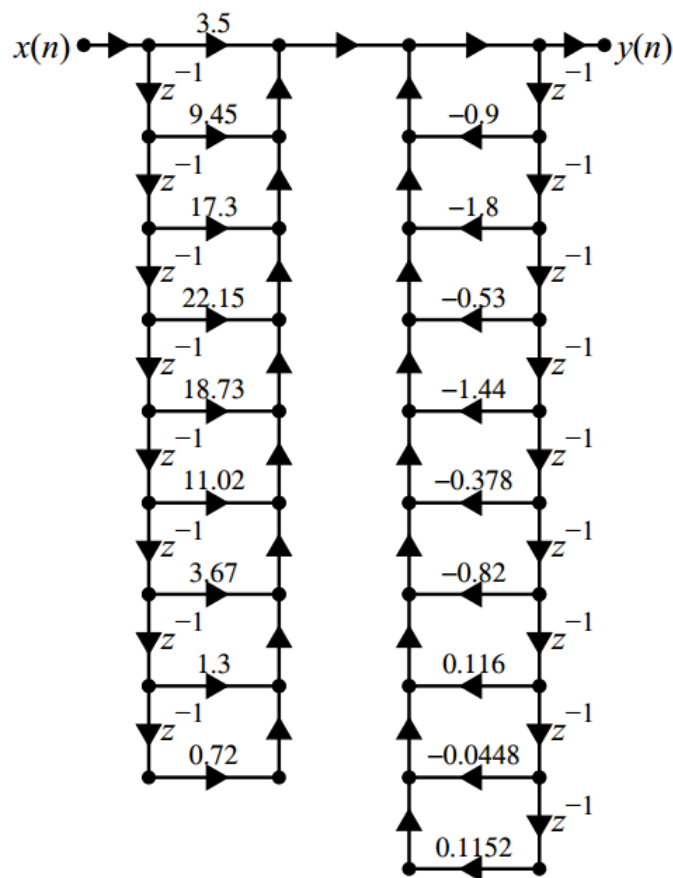 3.5
x(n) y(n)
z⁻¹ z⁻¹
9.45 −0.9
z⁻¹ z⁻¹
17.3 −1.8
z⁻¹ z⁻¹
22.15 −0.53
z⁻¹ z⁻¹
18.73 −1.44
z⁻¹ z⁻¹
11.02 −0.378
z⁻¹ z⁻¹
3.67 −0.82
z⁻¹ z⁻¹
1.3 0.116
z⁻¹ z⁻¹
0.72 −0.0448
z⁻¹
0.1152